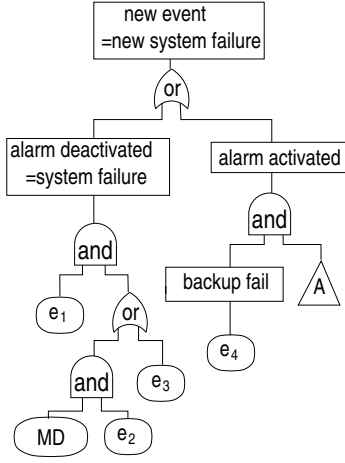 new event
=new system failure
or
alarm deactivated
=system failure
alarm activated
and
and
e₁
or
backup fail
A
and
e₃
e₄
MD
e₂